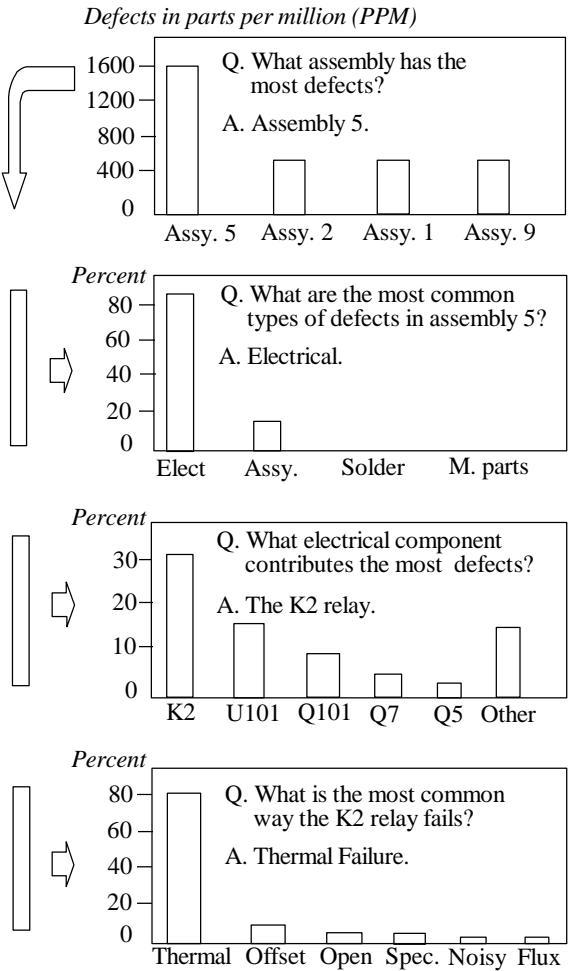 Defects in parts per million (PPM)
1600
1200
800
400
0
Q. What assembly has the
most defects?
A. Assembly 5.
Assy. 5 Assy. 2 Assy. 1 Assy. 9
Percent
80
60
40
20
0
Q. What are the most common
types of defects in assembly 5?
A. Electrical.
Elect Assy. Solder M. parts
Percent
30
20
10
0
Q. What electrical component
contributes the most defects?
A. The K2 relay.
K2 U101 Q101 Q7 Q5 Other
Percent
80
60
40
20
0
Q. What is the most common
way the K2 relay fails?
A. Thermal Failure.
Thermal Offset Open Spec. Noisy Flux